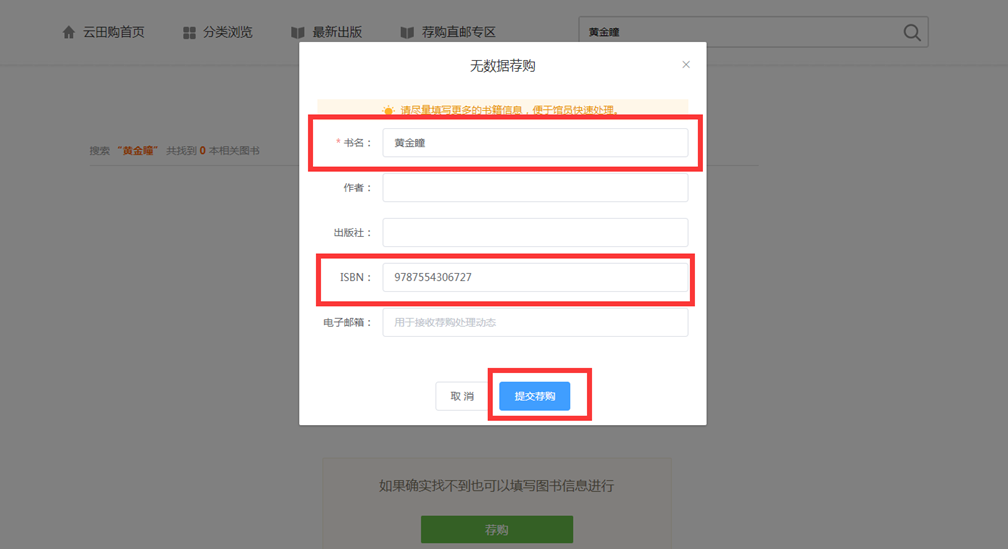 云田购首页 分类浏览 最新出版 荐购直邮专区 黄金瞳
无数据荐购 ×
请尽量填写更多的书籍信息，便于馆员快速处理。
* 书名： 黄金瞳
搜索 “黄金瞳” 共找到 0 本相关图书
作者：
出版社：
ISBN： 9787554306727
电子邮箱： 用于接收荐购处理动态
取 消 提交荐购
如果确实找不到也可以填写图书信息进行
荐购